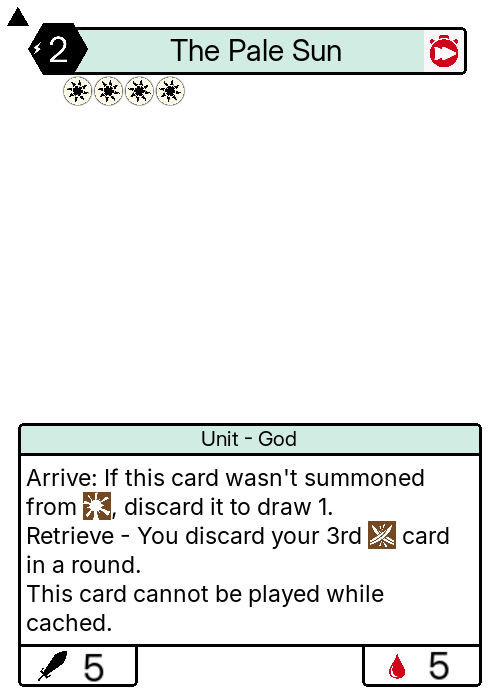 2
The Pale Sun
Unit - God
Arrive: If this card wasn't summoned
from , discard it to draw 1.
Retrieve - You discard your 3rd card
in a round.
This card cannot be played while
cached.
5
5